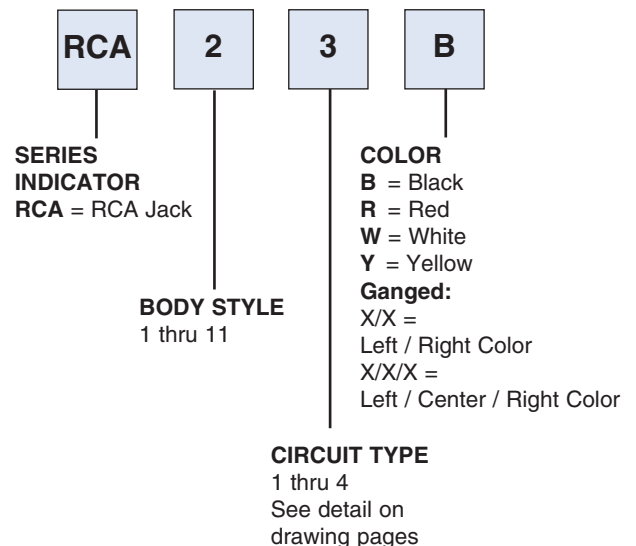 RCA 2 3 B
SERIES
INDICATOR
RCA = RCA Jack
BODY STYLE
1 thru 11
CIRCUIT TYPE
1 thru 4
See detail on
drawing pages
COLOR
B = Black
R = Red
W = White
Y = Yellow
Ganged:
X/X =
Left / Right Color
X/X/X =
Left / Center / Right Color